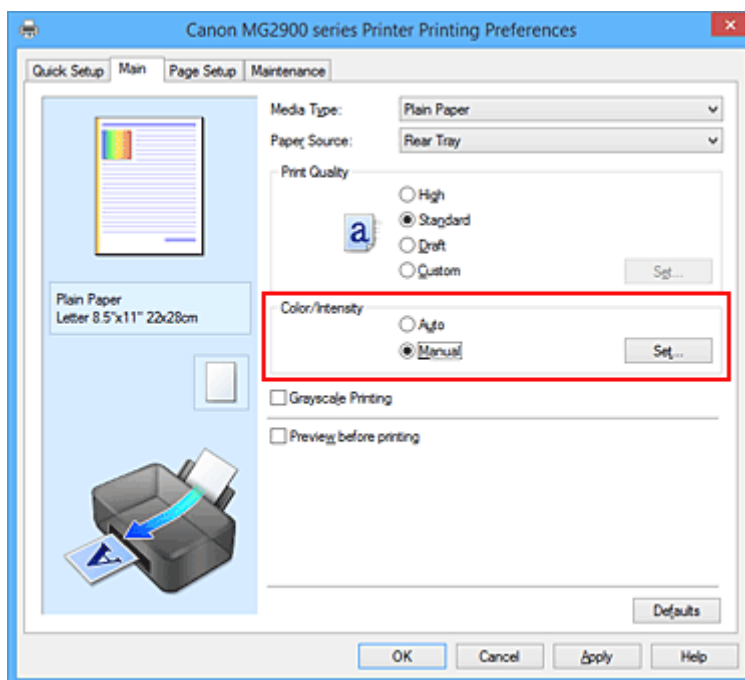 Canon MG2900 series Printer Printing Preferences
Quick Setup Main Page Setup Maintenance
Media Type: Plain Paper
Paper Source: Rear Tray
Print Quality
High
a Standard
Draft
Custom Set...
Plain Paper
Letter 8.5"x11" 22x28cm
Color/Intensity
Auto
Manual Set...
Grayscale Printing
Preview before printing
A
Defaults
OK Cancel Apply Help